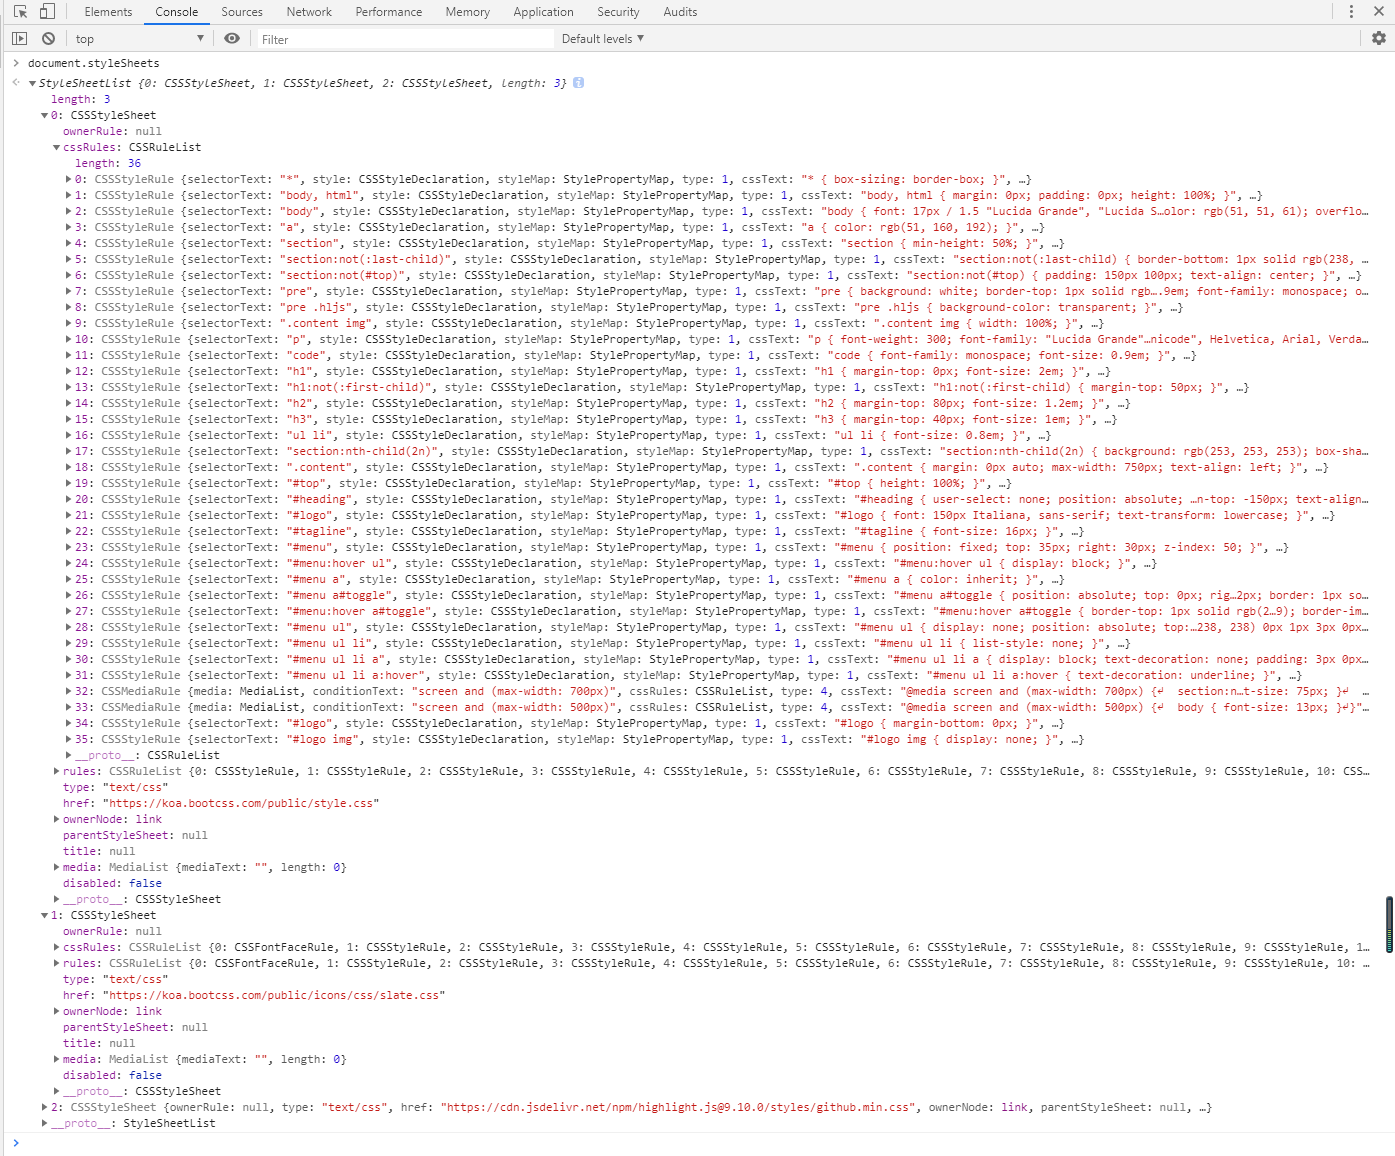 Elements Console Sources Network Performance Memory Application Security Audits
top ▼ Filter Default levels ▼
> document.styleSheets
StyleSheetList {0: CSSStyleSheet, 1: CSSStyleSheet, 2: CSSStyleSheet, length: 3} i
length: 3
0: CSSStyleSheet
ownerRule: null
cssRules: CSSRuleList
length: 36
0: CSSStyleRule {selectorText: "*", style: CSSStyleDeclaration, styleMap: StylePropertyMap, type: 1, cssText: "* { box-sizing: border-box; }", …}
1: CSSStyleRule {selectorText: "body, html", style: CSSStyleDeclaration, styleMap: StylePropertyMap, type: 1, cssText: "body, html { margin: 0px; padding: 0px; height: 100%; }", …}
2: CSSStyleRule {selectorText: "body", style: CSSStyleDeclaration, styleMap: StylePropertyMap, type: 1, cssText: "body { font: 17px / 1.5 "Lucida Grande", "Lucida S…olor: rgb(51, 51, 61); overflo…
3: CSSStyleRule {selectorText: "a", style: CSSStyleDeclaration, styleMap: StylePropertyMap, type: 1, cssText: "a { color: rgb(51, 160, 192); }", …}
4: CSSStyleRule {selectorText: "section", style: CSSStyleDeclaration, styleMap: StylePropertyMap, type: 1, cssText: "section { min-height: 50%; }", …}
5: CSSStyleRule {selectorText: "section:not(:last-child)", style: CSSStyleDeclaration, styleMap: StylePropertyMap, type: 1, cssText: "section:not(:last-child) { border-bottom: 1px solid rgb(238, …
6: CSSStyleRule {selectorText: "section:not(#top)", style: CSSStyleDeclaration, styleMap: StylePropertyMap, type: 1, cssText: "section:not(#top) { padding: 150px 100px; text-align: center; }", …}
7: CSSStyleRule {selectorText: "pre", style: CSSStyleDeclaration, styleMap: StylePropertyMap, type: 1, cssText: "pre { background: white; border-top: 1px solid rgb….9em; font-family: monospace; o…
8: CSSStyleRule {selectorText: "pre .hljs", style: CSSStyleDeclaration, styleMap: StylePropertyMap, type: 1, cssText: "pre .hljs { background-color: transparent; }", …}
9: CSSStyleRule {selectorText: ".content img", style: CSSStyleDeclaration, styleMap: StylePropertyMap, type: 1, cssText: ".content img { width: 100%; }", …}
10: CSSStyleRule {selectorText: "p", style: CSSStyleDeclaration, styleMap: StylePropertyMap, type: 1, cssText: "p { font-weight: 300; font-family: "Lucida Grande"…nicode", Helvetica, Arial, Verda…
11: CSSStyleRule {selectorText: "code", style: CSSStyleDeclaration, styleMap: StylePropertyMap, type: 1, cssText: "code { font-family: monospace; font-size: 0.9em; }", …}
12: CSSStyleRule {selectorText: "h1", style: CSSStyleDeclaration, styleMap: StylePropertyMap, type: 1, cssText: "h1 { margin-top: 0px; font-size: 2em; }", …}
13: CSSStyleRule {selectorText: "h1:not(:first-child)", style: CSSStyleDeclaration, styleMap: StylePropertyMap, type: 1, cssText: "h1:not(:first-child) { margin-top: 50px; }", …}
14: CSSStyleRule {selectorText: "h2", style: CSSStyleDeclaration, styleMap: StylePropertyMap, type: 1, cssText: "h2 { margin-top: 80px; font-size: 1.2em; }", …}
15: CSSStyleRule {selectorText: "h3", style: CSSStyleDeclaration, styleMap: StylePropertyMap, type: 1, cssText: "h3 { margin-top: 40px; font-size: 1em; }", …}
16: CSSStyleRule {selectorText: "ul li", style: CSSStyleDeclaration, styleMap: StylePropertyMap, type: 1, cssText: "ul li { font-size: 0.8em; }", …}
17: CSSStyleRule {selectorText: "section:nth-child(2n)", style: CSSStyleDeclaration, styleMap: StylePropertyMap, type: 1, cssText: "section:nth-child(2n) { background: rgb(253, 253, 253); box-sha…
18: CSSStyleRule {selectorText: ".content", style: CSSStyleDeclaration, styleMap: StylePropertyMap, type: 1, cssText: ".content { margin: 0px auto; max-width: 750px; text-align: left; }", …}
19: CSSStyleRule {selectorText: "#top", style: CSSStyleDeclaration, styleMap: StylePropertyMap, type: 1, cssText: "#top { height: 100%; }", …}
20: CSSStyleRule {selectorText: "#heading", style: CSSStyleDeclaration, styleMap: StylePropertyMap, type: 1, cssText: "#heading { user-select: none; position: absolute; …n-top: -150px; text-align…
21: CSSStyleRule {selectorText: "#logo", style: CSSStyleDeclaration, styleMap: StylePropertyMap, type: 1, cssText: "#logo { font: 150px Italiana, sans-serif; text-transform: lowercase; }", …}
22: CSSStyleRule {selectorText: "#tagline", style: CSSStyleDeclaration, styleMap: StylePropertyMap, type: 1, cssText: "#tagline { font-size: 16px; }", …}
23: CSSStyleRule {selectorText: "#menu", style: CSSStyleDeclaration, styleMap: StylePropertyMap, type: 1, cssText: "#menu { position: fixed; top: 35px; right: 30px; z-index: 50; }", …}
24: CSSStyleRule {selectorText: "#menu:hover ul", style: CSSStyleDeclaration, styleMap: StylePropertyMap, type: 1, cssText: "#menu:hover ul { display: block; }", …}
25: CSSStyleRule {selectorText: "#menu a", style: CSSStyleDeclaration, styleMap: StylePropertyMap, type: 1, cssText: "#menu a { color: inherit; }", …}
26: CSSStyleRule {selectorText: "#menu a#toggle", style: CSSStyleDeclaration, styleMap: StylePropertyMap, type: 1, cssText: "#menu a#toggle { position: absolute; top: 0px; rig…2px; border: 1px so…
27: CSSStyleRule {selectorText: "#menu:hover a#toggle", style: CSSStyleDeclaration, styleMap: StylePropertyMap, type: 1, cssText: "#menu:hover a#toggle { border-top: 1px solid rgb(2…9); border-im…
28: CSSStyleRule {selectorText: "#menu ul", style: CSSStyleDeclaration, styleMap: StylePropertyMap, type: 1, cssText: "#menu ul { display: none; position: absolute; top:…238, 238) 0px 1px 3px 0px…
29: CSSStyleRule {selectorText: "#menu ul li", style: CSSStyleDeclaration, styleMap: StylePropertyMap, type: 1, cssText: "#menu ul li { list-style: none; }", …}
30: CSSStyleRule {selectorText: "#menu ul li a", style: CSSStyleDeclaration, styleMap: StylePropertyMap, type: 1, cssText: "#menu ul li a { display: block; text-decoration: none; padding: 3px 0px…
31: CSSStyleRule {selectorText: "#menu ul li a:hover", style: CSSStyleDeclaration, styleMap: StylePropertyMap, type: 1, cssText: "#menu ul li a:hover { text-decoration: underline; }", …}
32: CSSMediaRule {media: MediaList, conditionText: "screen and (max-width: 700px)", cssRules: CSSRuleList, type: 4, cssText: "@media screen and (max-width: 700px) {↵ section:n…t-size: 75px; }↵ …
33: CSSMediaRule {media: MediaList, conditionText: "screen and (max-width: 500px)", cssRules: CSSRuleList, type: 4, cssText: "@media screen and (max-width: 500px) {↵ body { font-size: 13px; }↵}"…
34: CSSStyleRule {selectorText: "#logo", style: CSSStyleDeclaration, styleMap: StylePropertyMap, type: 1, cssText: "#logo { margin-bottom: 0px; }", …}
35: CSSStyleRule {selectorText: "#logo img", style: CSSStyleDeclaration, styleMap: StylePropertyMap, type: 1, cssText: "#logo img { display: none; }", …}
__proto__: CSSRuleList
rules: CSSRuleList {0: CSSStyleRule, 1: CSSStyleRule, 2: CSSStyleRule, 3: CSSStyleRule, 4: CSSStyleRule, 5: CSSStyleRule, 6: CSSStyleRule, 7: CSSStyleRule, 8: CSSStyleRule, 9: CSSStyleRule, 10: CSS…
type: "text/css"
href: "https://koa.bootcss.com/public/style.css"
ownerNode: link
parentStyleSheet: null
title: null
media: MediaList {mediaText: "", length: 0}
disabled: false
__proto__: CSSStyleSheet
1: CSSStyleSheet
ownerRule: null
cssRules: CSSRuleList {0: CSSFontFaceRule, 1: CSSStyleRule, 2: CSSStyleRule, 3: CSSStyleRule, 4: CSSStyleRule, 5: CSSStyleRule, 6: CSSStyleRule, 7: CSSStyleRule, 8: CSSStyleRule, 9: CSSStyleRule, 1…
rules: CSSRuleList {0: CSSFontFaceRule, 1: CSSStyleRule, 2: CSSStyleRule, 3: CSSStyleRule, 4: CSSStyleRule, 5: CSSStyleRule, 6: CSSStyleRule, 7: CSSStyleRule, 8: CSSStyleRule, 9: CSSStyleRule, 10: …
type: "text/css"
href: "https://koa.bootcss.com/public/icons/css/slate.css"
ownerNode: link
parentStyleSheet: null
title: null
media: MediaList {mediaText: "", length: 0}
disabled: false
__proto__: CSSStyleSheet
2: CSSStyleSheet {ownerRule: null, type: "text/css", href: "https://cdn.jsdelivr.net/npm/highlight.js@9.10.0/styles/github.min.css", ownerNode: link, parentStyleSheet: null, …}
__proto__: StyleSheetList
>